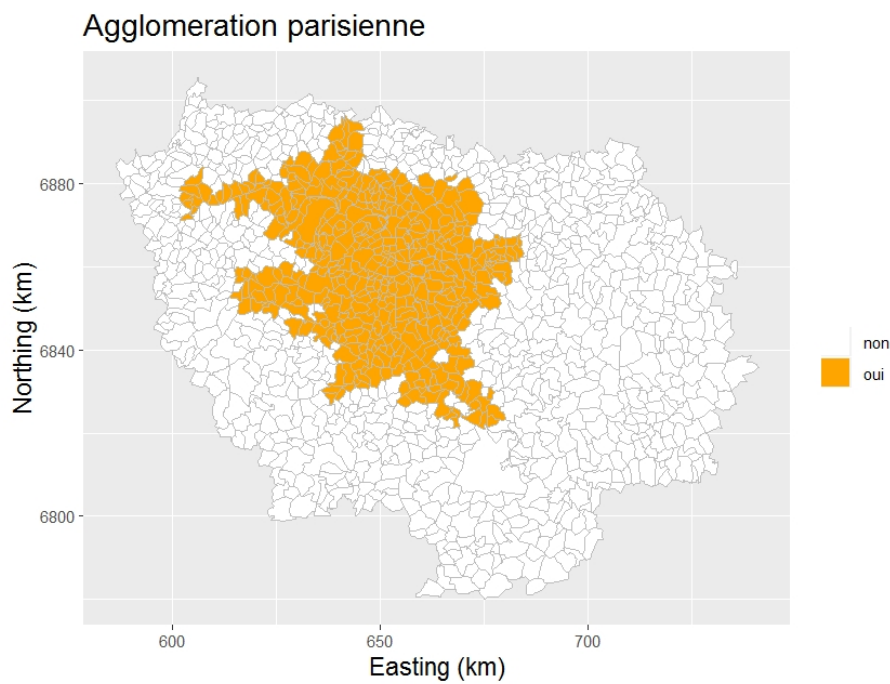 Agglomeration parisienne
6880
6840
6800
Northing (km)
600
650
700
Easting (km)
non
oui